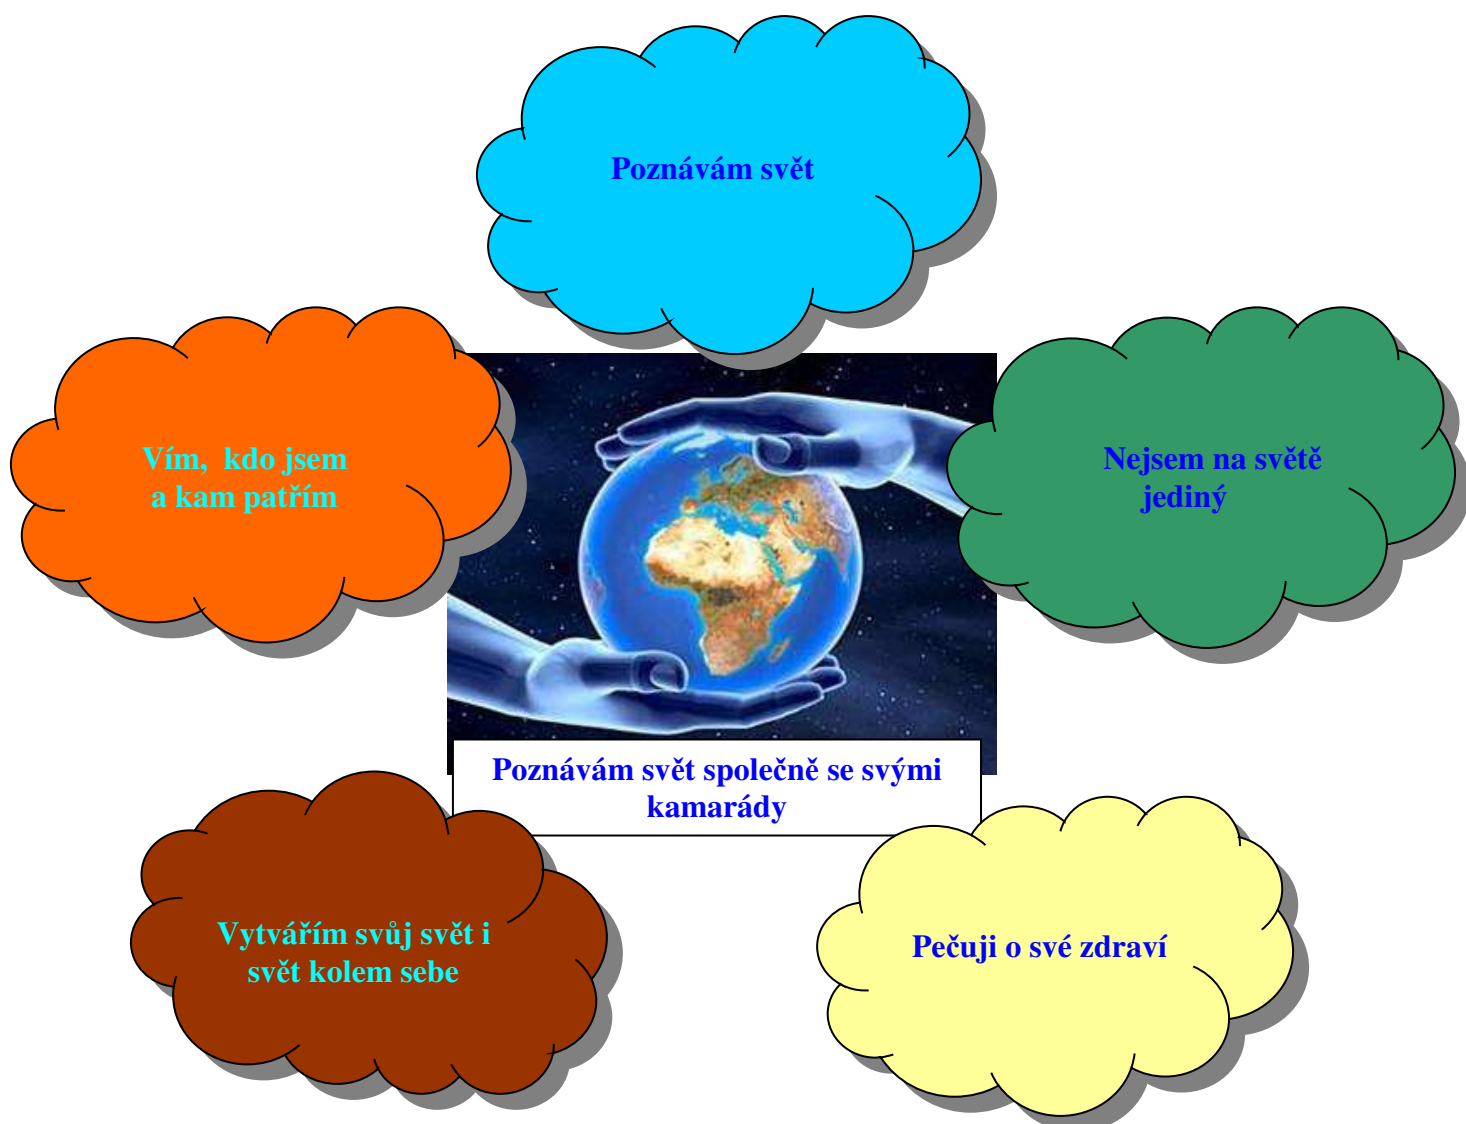 Poznávám svět
Vím, kdo jsem
a kam patřím
Nejsem na světě
jediný
Poznávám svět společně se svými
kamarády
Vytvářím svůj svět i
svět kolem sebe
Pečuji o své zdraví